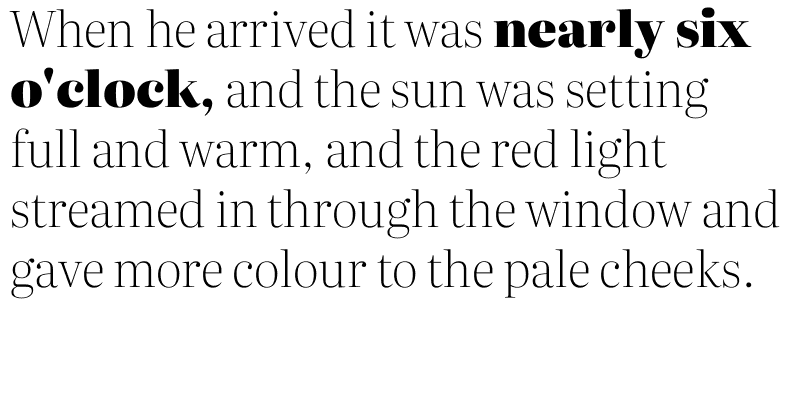 When he arrived it was nearly six
o'clock, and the sun was setting
full and warm, and the red light
streamed in through the window and
gave more colour to the pale cheeks.